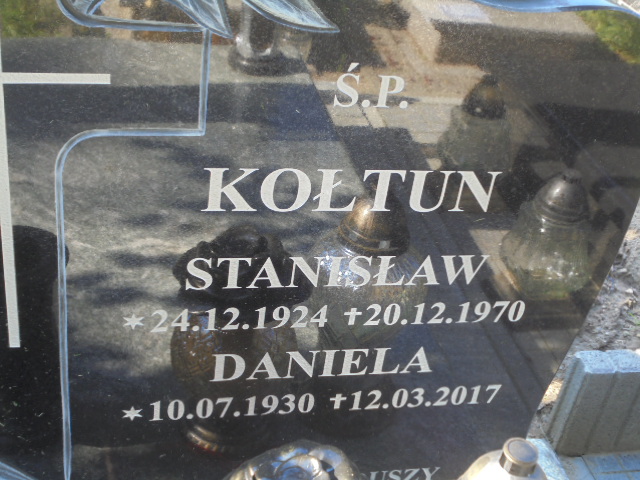 Ś.P.
KOŁTUN
STANISŁAW
✶24.12.1924 ✝20.12.1970
DANIELA
✶10.07.1930 ✝12.03.2017